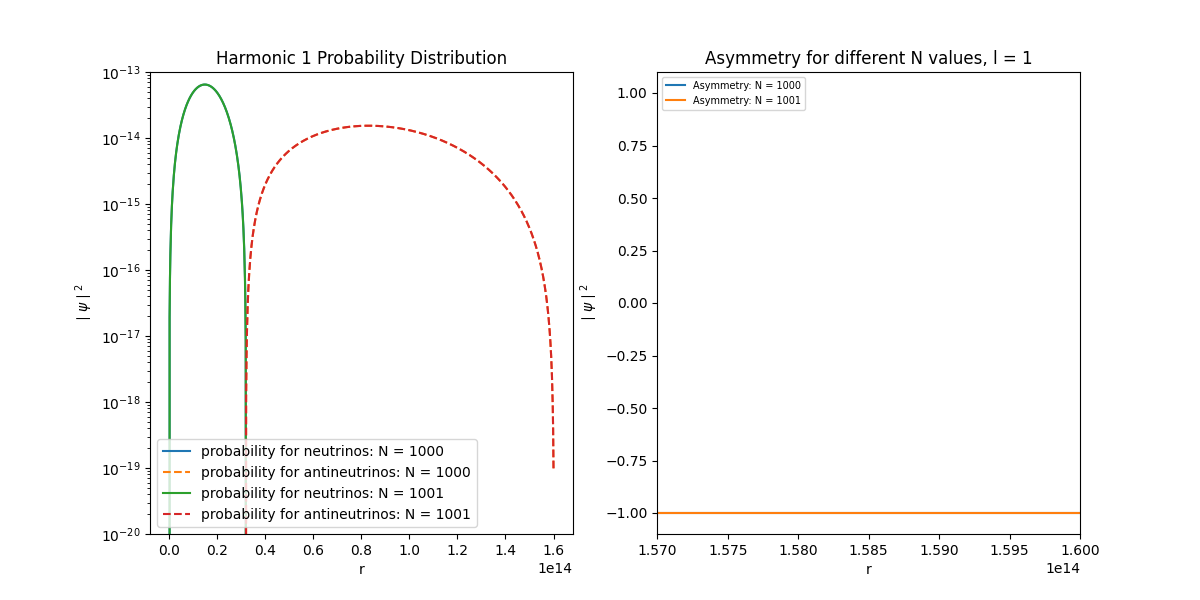 Harmonic 1 Probability Distribution
10⁻¹³
10⁻¹⁴
10⁻¹⁵
10⁻¹⁶
10⁻¹⁷
10⁻¹⁸
10⁻¹⁹
10⁻²⁰
| ψ | ²
probability for neutrinos: N = 1000
probability for antineutrinos: N = 1000
probability for neutrinos: N = 1001
probability for antineutrinos: N = 1001
0.0 0.2 0.4 0.6 0.8 1.0 1.2 1.4 1.6
1e14
r
Asymmetry for different N values, l = 1
Asymmetry: N = 1000
Asymmetry: N = 1001
1.00
0.75
0.50
0.25
0.00
−0.25
−0.50
−0.75
−1.00
| ψ | ²
1.570 1.575 1.580 1.585 1.590 1.595 1.600
1e14
r